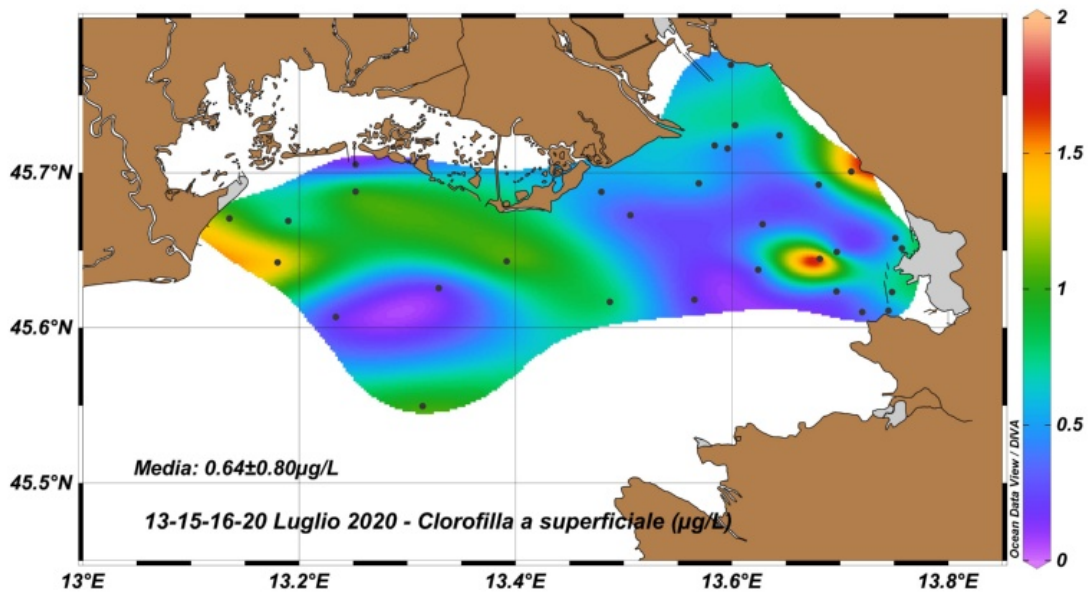 2
1.5
1
0.5
0
45.7°N
45.6°N
45.5°N
Media: 0.64±0.80µg/L
13-15-16-20 Luglio 2020 - Clorofilla a superficiale (µg/L)
Ocean Data View / DIVA
13°E
13.2°E
13.4°E
13.6°E
13.8°E